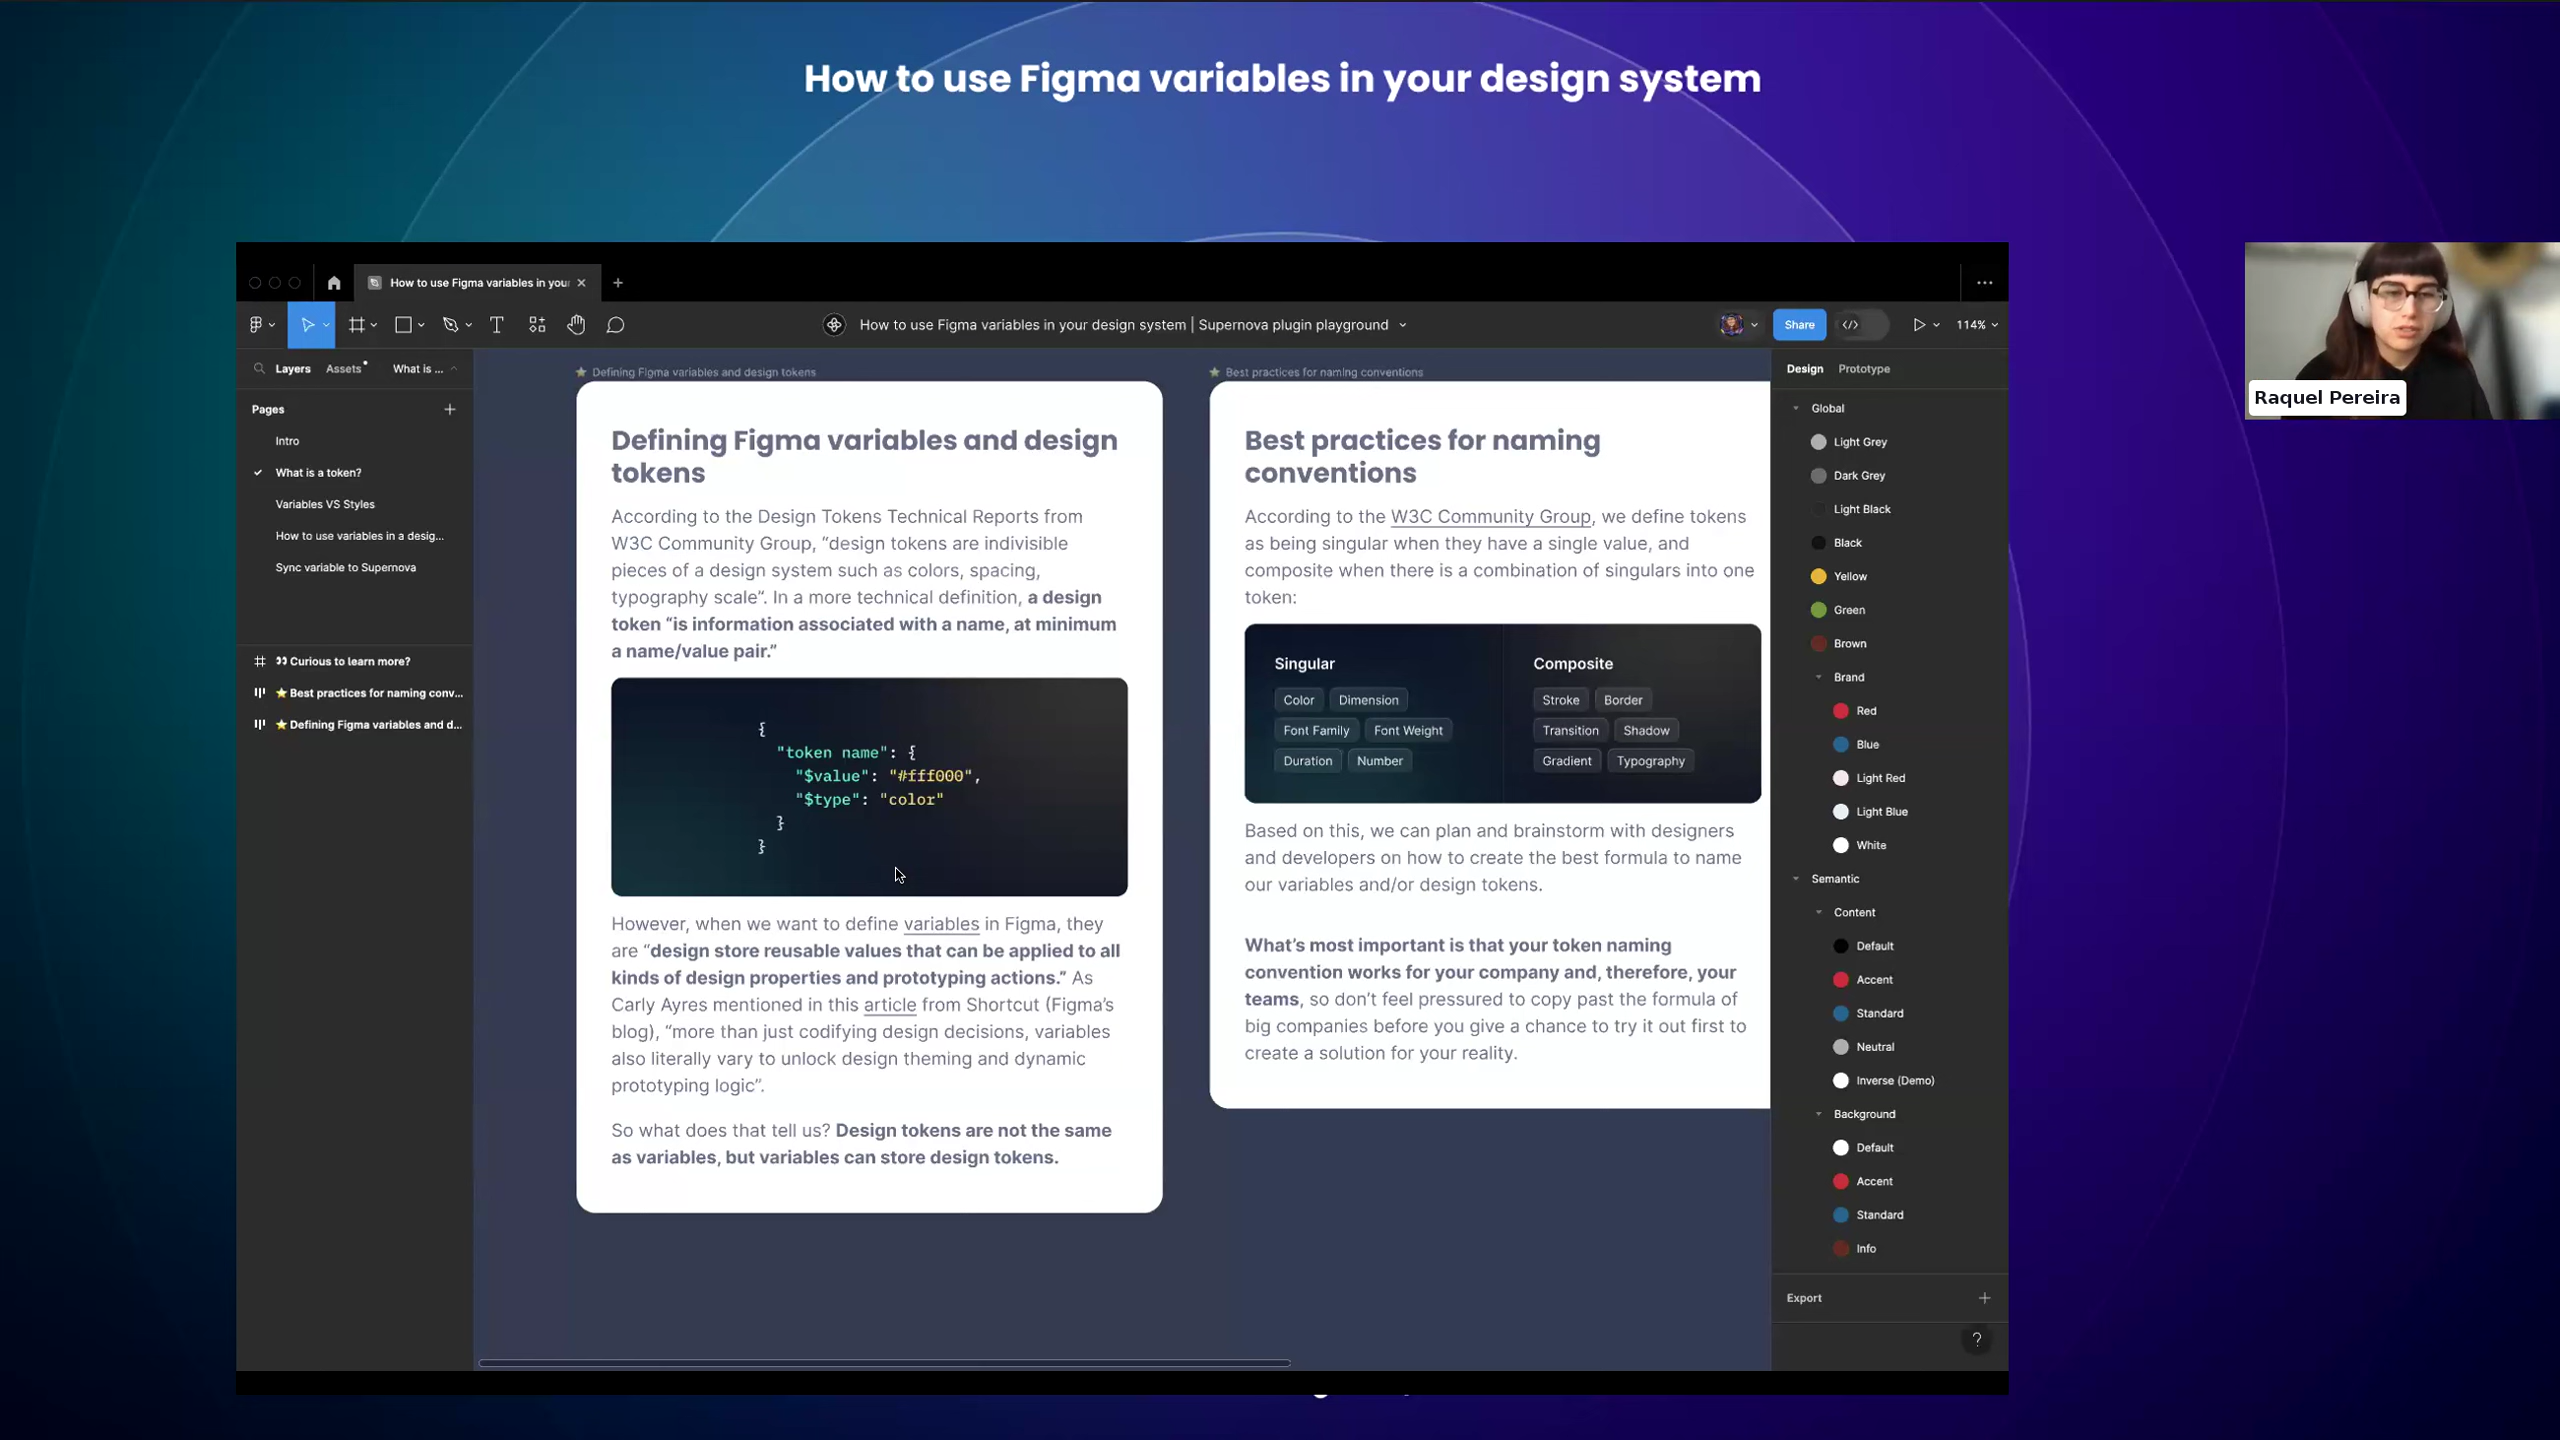 How to use Figma variables in your design system
How to use Figma variables in your
How to use Figma variables in your design system | Supernova plugin playground
Share
114%
Layers
Assets
What is ...
Pages
Intro
What is a token?
Variables VS Styles
How to use variables in a desig...
Sync variable to Supernova
Curious to learn more?
Best practices for naming conv...
Defining Figma variables and d...
Defining Figma variables and design tokens
Defining Figma variables and design
tokens
According to the Design Tokens Technical Reports from
W3C Community Group, “design tokens are indivisible
pieces of a design system such as colors, spacing,
typography scale”. In a more technical definition, a design
token “is information associated with a name, at minimum
a name/value pair.”
{
"token name": {
"$value": "#fff000",
"$type": "color"
}
}
However, when we want to define variables in Figma, they
are “design store reusable values that can be applied to all
kinds of design properties and prototyping actions.” As
Carly Ayres mentioned in this article from Shortcut (Figma’s
blog), “more than just codifying design decisions, variables
also literally vary to unlock design theming and dynamic
prototyping logic”.
So what does that tell us? Design tokens are not the same
as variables, but variables can store design tokens.
Best practices for naming conventions
Best practices for naming
conventions
According to the W3C Community Group, we define tokens
as being singular when they have a single value, and
composite when there is a combination of singulars into one
token:
Singular
Color Dimension
Font Family Font Weight
Duration Number
Composite
Stroke Border
Transition Shadow
Gradient Typography
Based on this, we can plan and brainstorm with designers
and developers on how to create the best formula to name
our variables and/or design tokens.
What’s most important is that your token naming
convention works for your company and, therefore, your
teams, so don’t feel pressured to copy past the formula of
big companies before you give a chance to try it out first to
create a solution for your reality.
Design
Prototype
Global
Light Grey
Dark Grey
Light Black
Black
Yellow
Green
Brown
Brand
Red
Blue
Light Red
Light Blue
White
Semantic
Content
Default
Accent
Standard
Neutral
Inverse (Demo)
Background
Default
Accent
Standard
Info
Export
?
Raquel Pereira